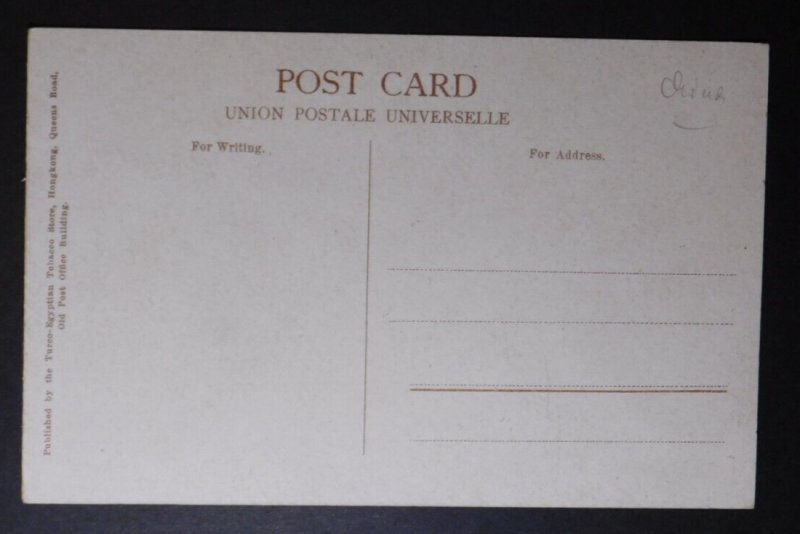 POST CARD
China
UNION POSTALE UNIVERSELLE
For Writing.
For Address.
Published by the Turco-Egyptian Tobacco Store, Hongkong, Queens Road,
Old Post Office Building.